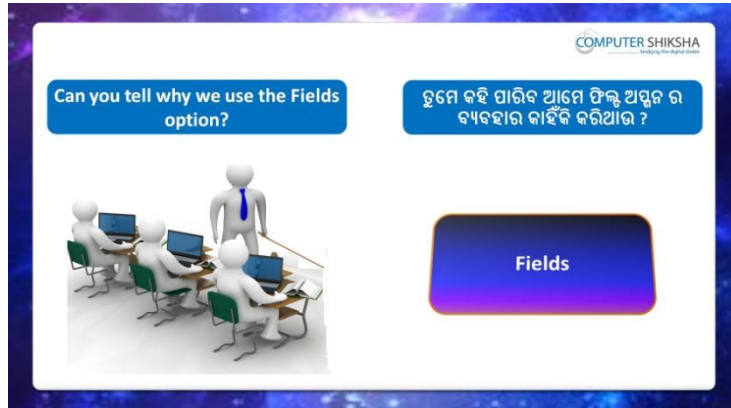 COMPUTER SHIKSHA
bridging the digital divide
Can you tell why we use the Fields
option?
ତୁମେ କହି ପାରିବ ଆମେ ଫିଲ୍ଡ ଅପ୍ସନ ର
ବ୍ୟବହାର କାହିଁକି କରିଥାଉ ?
Fields